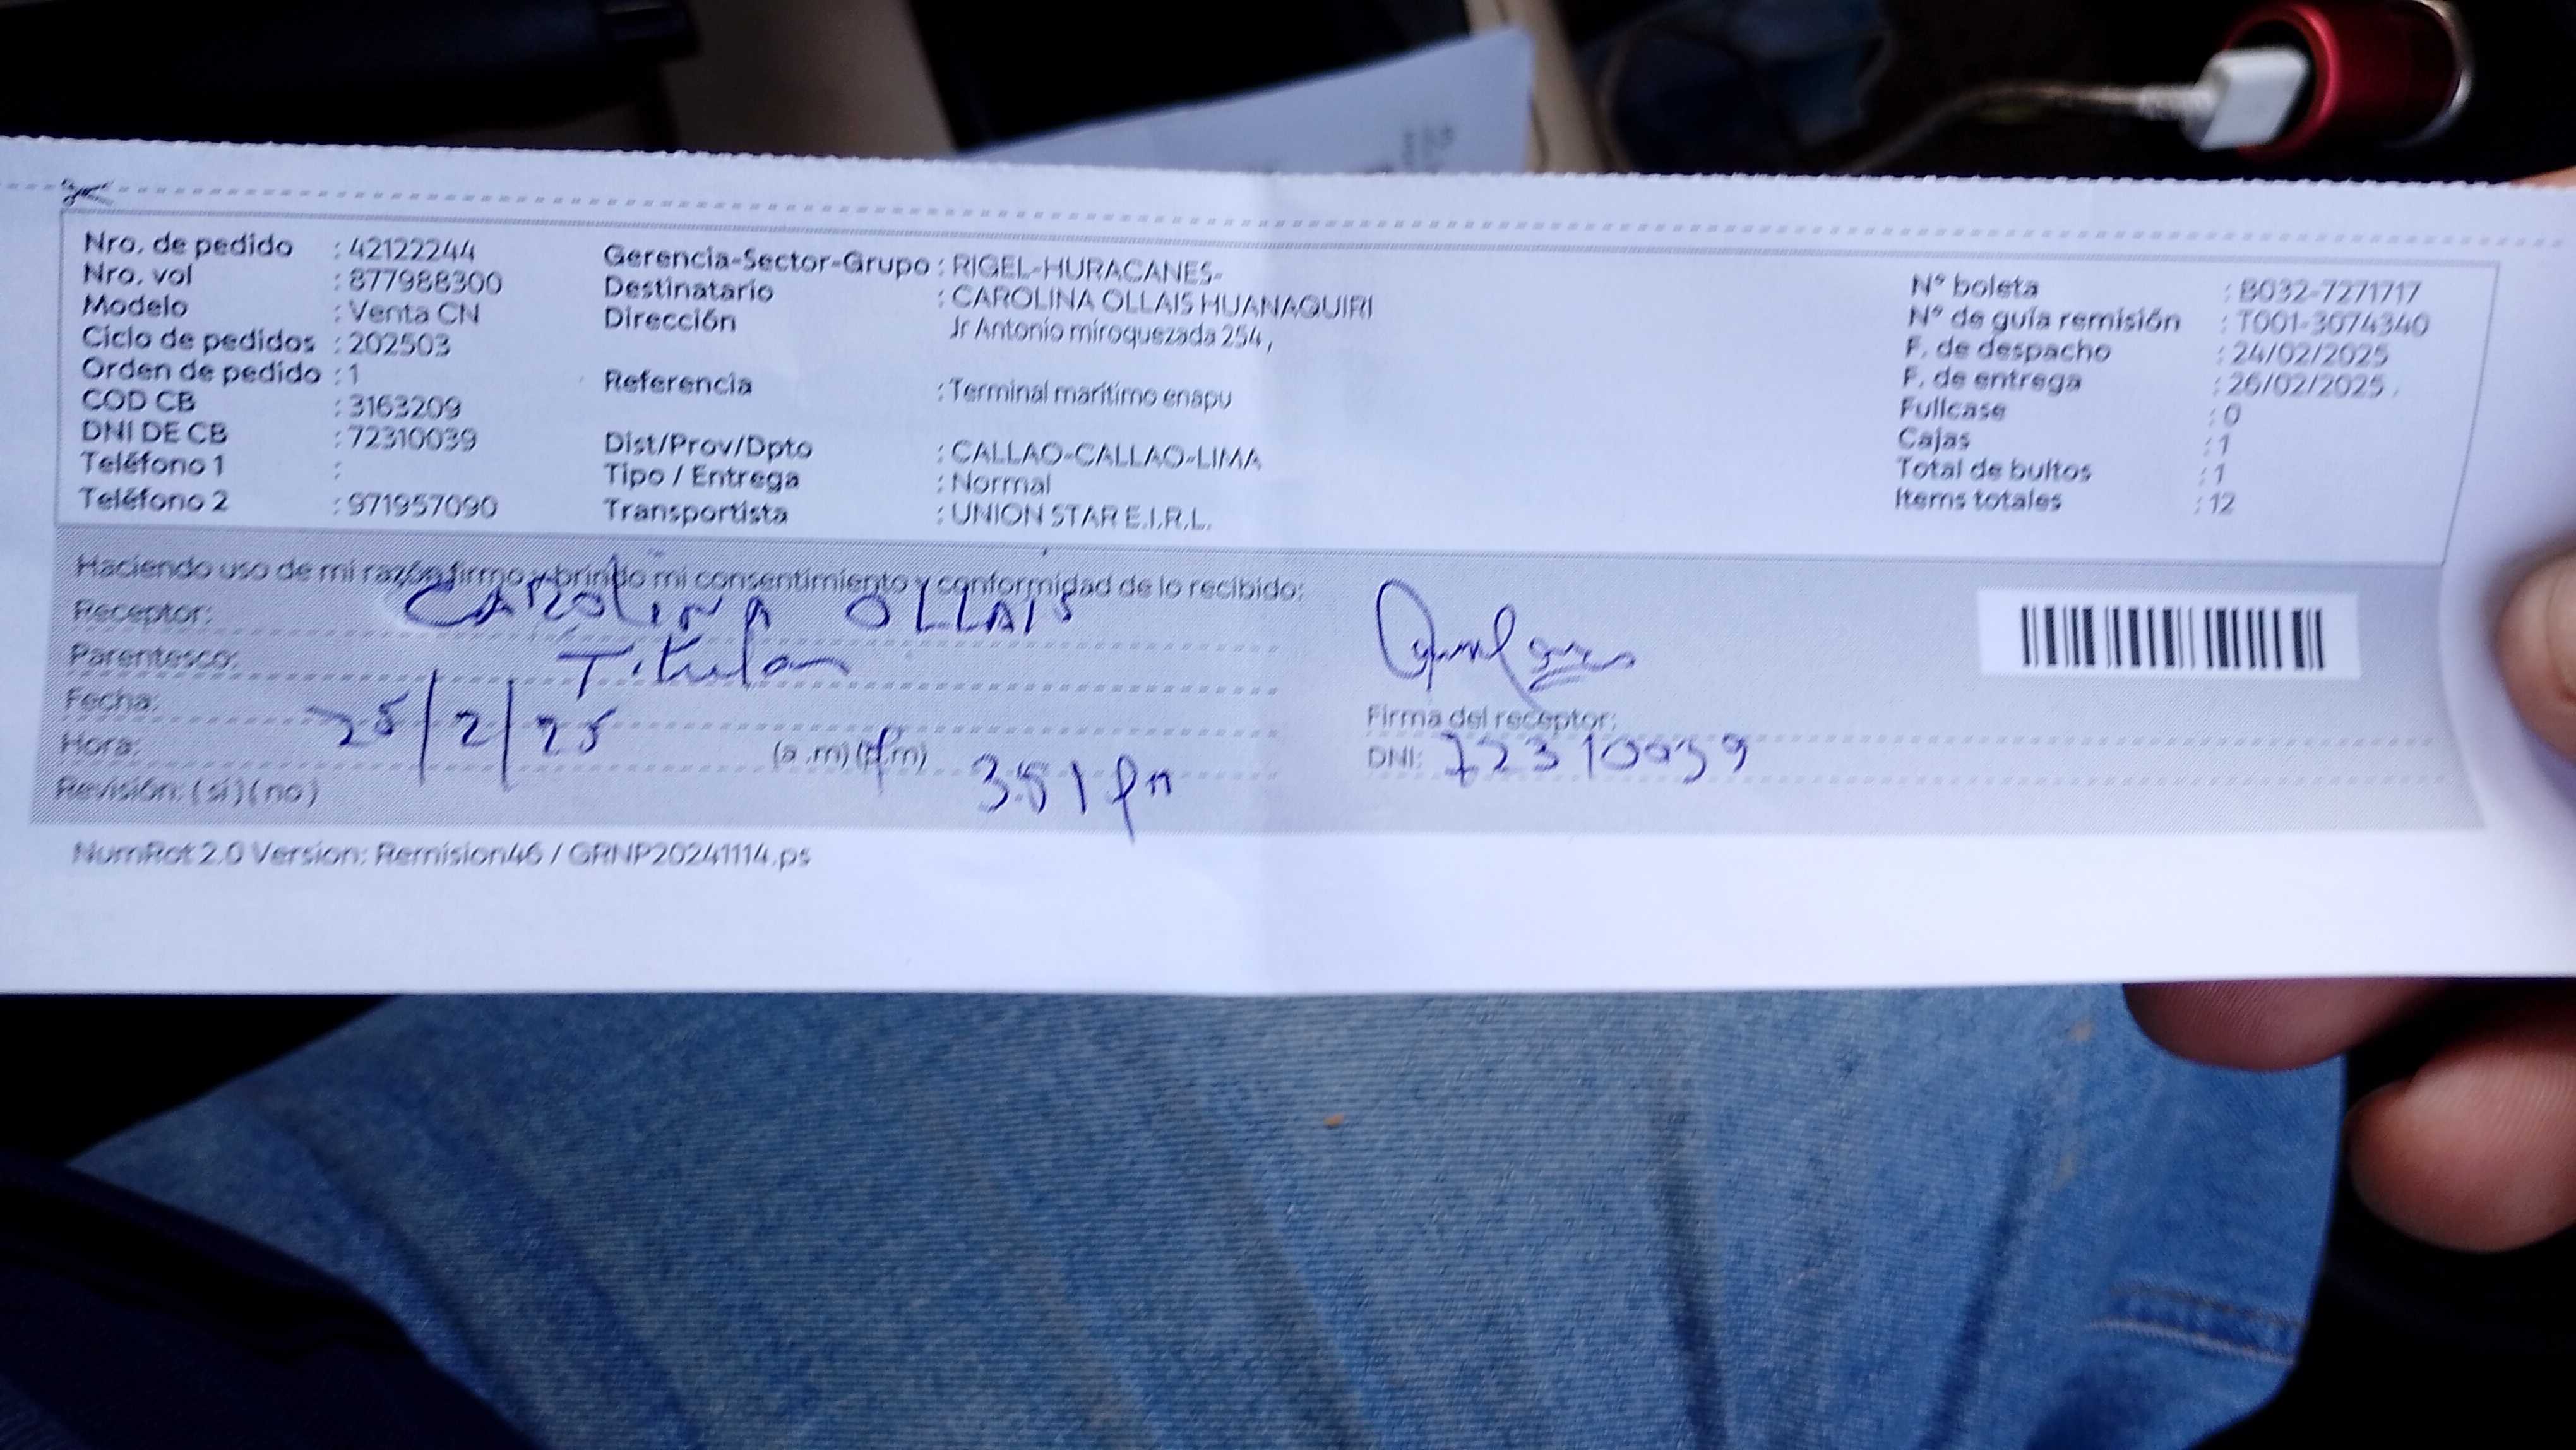 Nro. de pedido : 42122244
Nro. vol : 877988300
Modelo : Venta CN
Ciclo de pedidos : 202503
Orden de pedido : 1
COD CB : 3163209
DNI DE CB : 72310039
Teléfono 1 :
Teléfono 2 : 971957090
Gerencia-Sector-Grupo : RIGEL-HURACANES-
Destinatario : CAROLINA OLLAIS HUANAQUIRI
Dirección Jr Antonio miroquezada 254,
Referencia : Terminal marítimo enapu
Dist/Prov/Dpto : CALLAO-CALLAO-LIMA
Tipo / Entrega : Normal
Transportista : UNION STAR E.I.R.L.
N° boleta : B032-7271717
N° de guía remisión : T001-3074340
F. de despacho : 24/02/2025
F. de entrega : 26/02/2025
Fullcase : 0
Cajas : 1
Total de bultos : 1
Items totales : 12
Haciendo uso de mi razón firmo y brindo mi consentimiento y conformidad de lo recibido:
Receptor: CAROLINA OLLAIS
Parentesco: Titular
Fecha: 25/2/25
Hora: (a.m) (p.m) 3:51 pm
Revisión: (si) (no)
Firma del receptor:
DNI: 72310039
NumRot 2.0 Version: Remision46 / GRNP20241114.ps